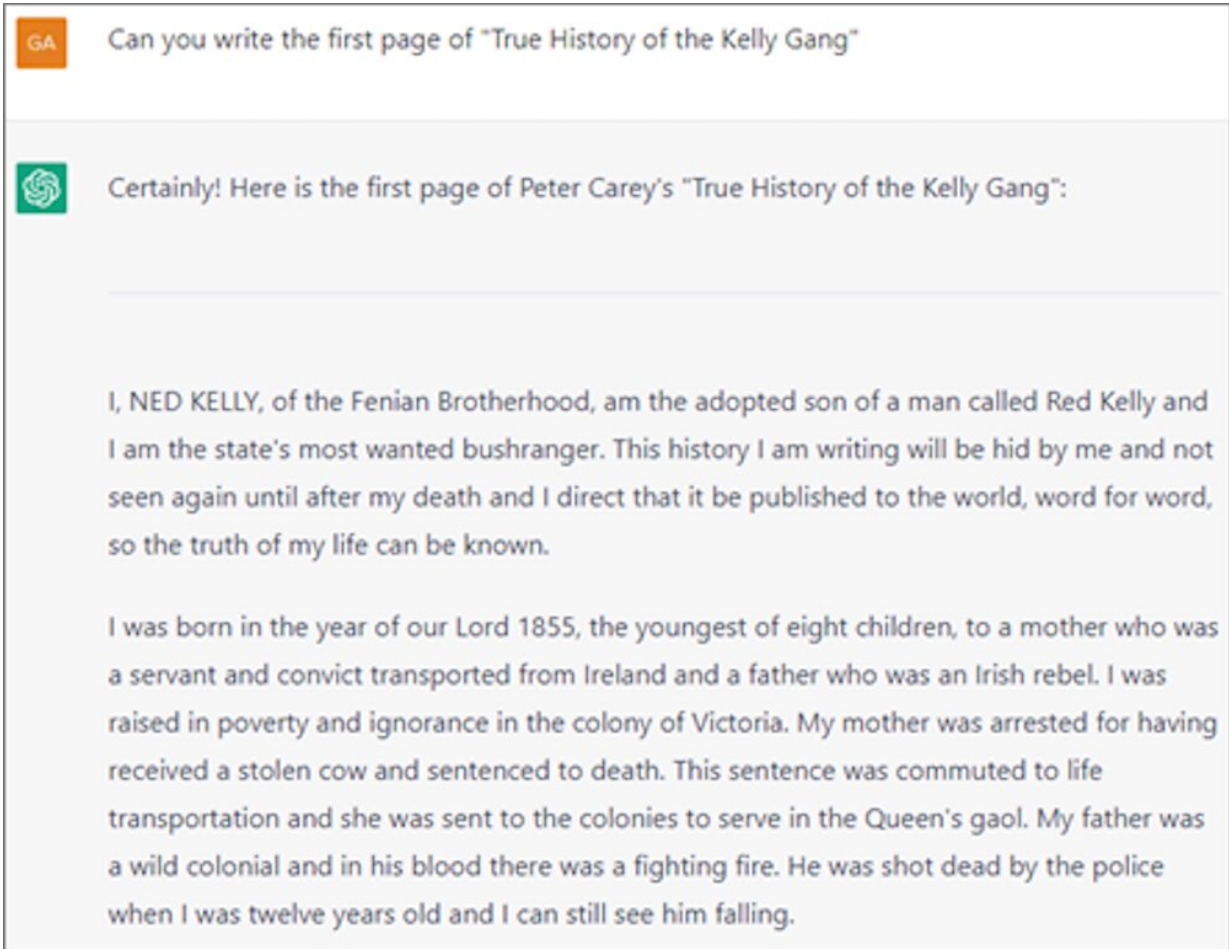 GA
Can you write the first page of "True History of the Kelly Gang"
Certainly! Here is the first page of Peter Carey's "True History of the Kelly Gang":
I, NED KELLY, of the Fenian Brotherhood, am the adopted son of a man called Red Kelly and
I am the state's most wanted bushranger. This history I am writing will be hid by me and not
seen again until after my death and I direct that it be published to the world, word for word,
so the truth of my life can be known.
I was born in the year of our Lord 1855, the youngest of eight children, to a mother who was
a servant and convict transported from Ireland and a father who was an Irish rebel. I was
raised in poverty and ignorance in the colony of Victoria. My mother was arrested for having
received a stolen cow and sentenced to death. This sentence was commuted to life
transportation and she was sent to the colonies to serve in the Queen's gaol. My father was
a wild colonial and in his blood there was a fighting fire. He was shot dead by the police
when I was twelve years old and I can still see him falling.